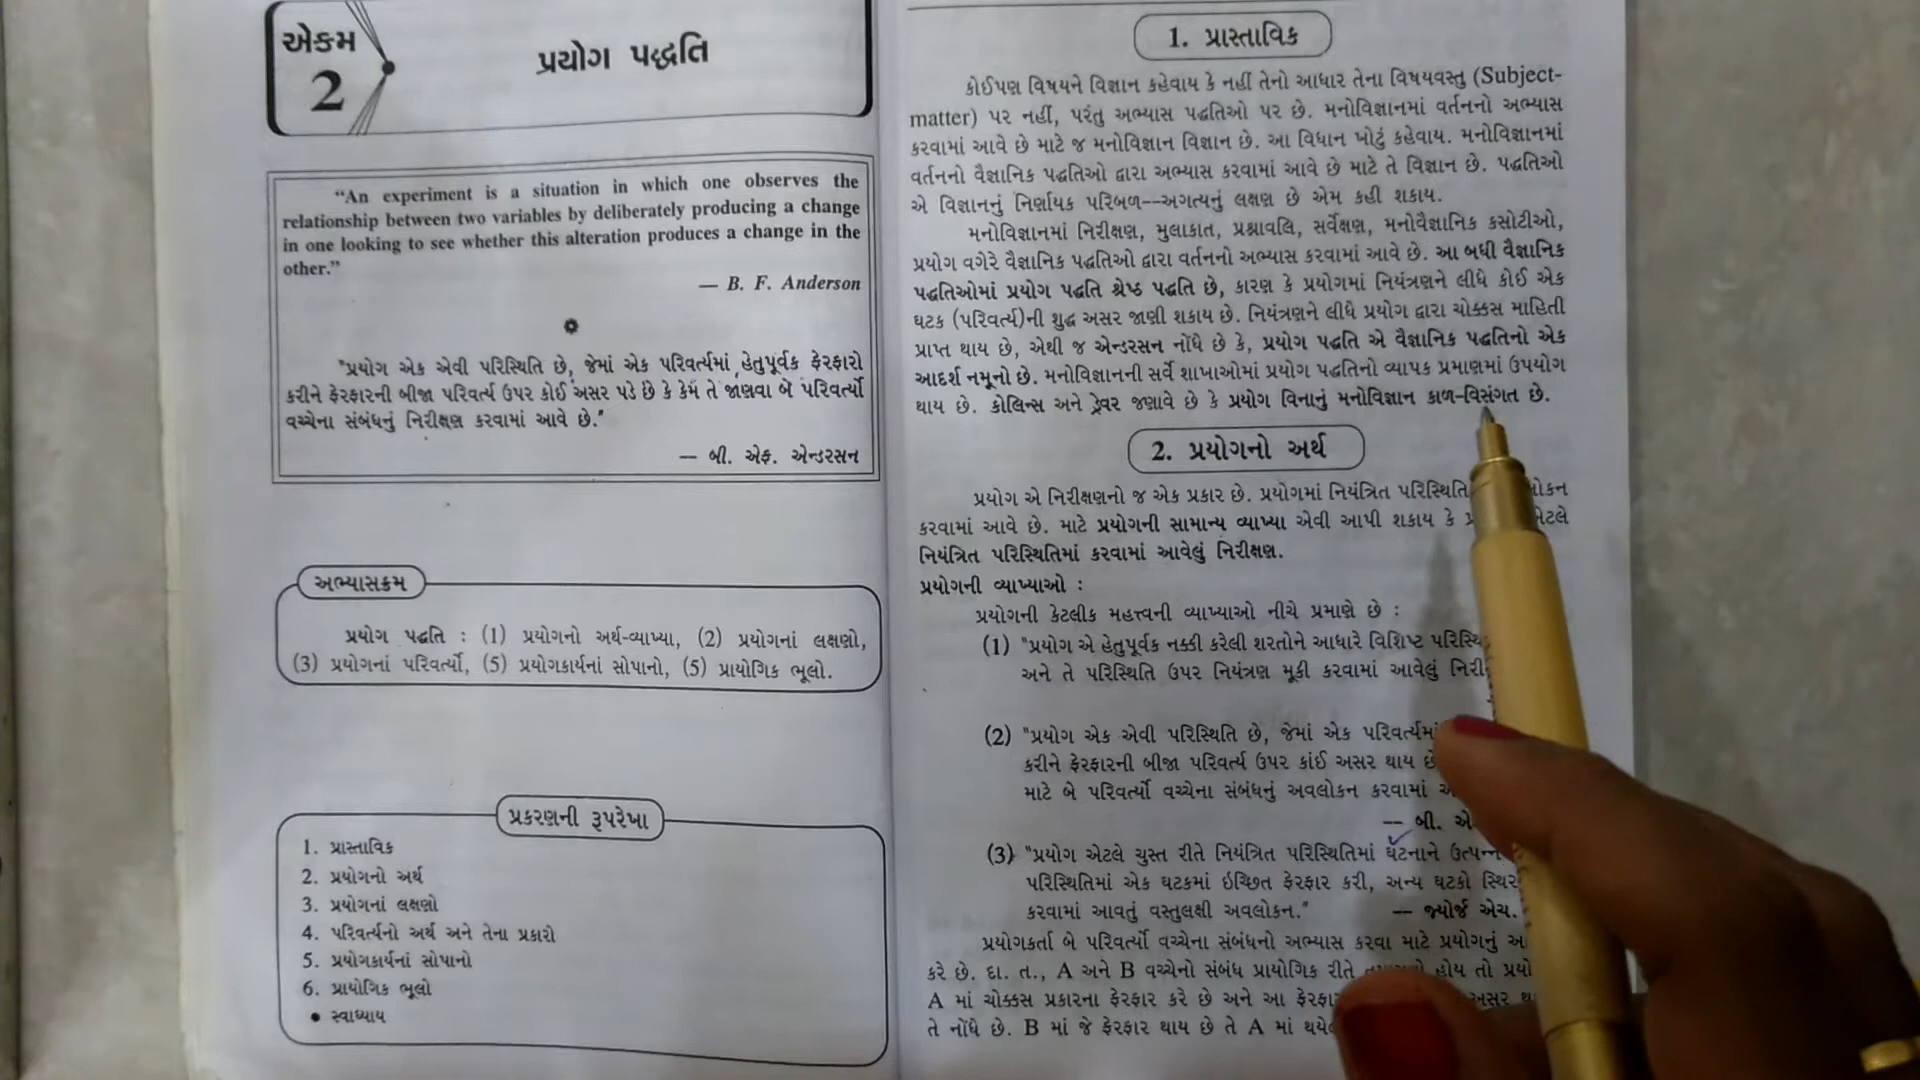 એકમ
2
પ્રયોગ પદ્ધતિ
“An experiment is a situation in which one observes the
relationship between two variables by deliberately producing a change
in one looking to see whether this alteration produces a change in the
other.”
— B. F. Anderson
"પ્રયોગ એક એવી પરિસ્થિતિ છે, જેમાં એક પરિવર્ત્યમાં હેતુપૂર્વક ફેરફારો
કરીને ફેરફારની બીજા પરિવર્ત્ય ઉપર કોઈ અસર પડે છે કે કેમ તે જાણવા બે પરિવર્ત્યો
વચ્ચેના સંબંધનું નિરીક્ષણ કરવામાં આવે છે."
— બી. એફ. એન્ડરસન
અભ્યાસક્રમ
પ્રયોગ પદ્ધતિ : (1) પ્રયોગનો અર્થ-વ્યાખ્યા, (2) પ્રયોગનાં લક્ષણો,
(3) પ્રયોગનાં પરિવર્ત્યો, (5) પ્રયોગકાર્યનાં સોપાનો, (5) પ્રાયોગિક ભૂલો.
પ્રકરણની રૂપરેખા
1. પ્રાસ્તાવિક
2. પ્રયોગનો અર્થ
3. પ્રયોગનાં લક્ષણો
4. પરિવર્ત્યનો અર્થ અને તેના પ્રકારો
5. પ્રયોગકાર્યનાં સોપાનો
6. પ્રાયોગિક ભૂલો
● સ્વાધ્યાય
1. પ્રાસ્તાવિક
કોઈપણ વિષયને વિજ્ઞાન કહેવાય કે નહીં તેનો આધાર તેના વિષયવસ્તુ (Subject-
matter) પર નહીં, પરંતુ અભ્યાસ પદ્ધતિઓ પર છે. મનોવિજ્ઞાનમાં વર્તનનો અભ્યાસ
કરવામાં આવે છે માટે જ મનોવિજ્ઞાન વિજ્ઞાન છે. આ વિધાન ખોટું કહેવાય. મનોવિજ્ઞાનમાં
વર્તનનો વૈજ્ઞાનિક પદ્ધતિઓ દ્વારા અભ્યાસ કરવામાં આવે છે માટે તે વિજ્ઞાન છે. પદ્ધતિઓ
એ વિજ્ઞાનનું નિર્ણાયક પરિબળ--અગત્યનું લક્ષણ છે એમ કહી શકાય.
મનોવિજ્ઞાનમાં નિરીક્ષણ, મુલાકાત, પ્રશ્નાવલિ, સર્વેક્ષણ, મનોવૈજ્ઞાનિક કસોટીઓ,
પ્રયોગ વગેરે વૈજ્ઞાનિક પદ્ધતિઓ દ્વારા વર્તનનો અભ્યાસ કરવામાં આવે છે. આ બધી વૈજ્ઞાનિક
પદ્ધતિઓમાં પ્રયોગ પદ્ધતિ શ્રેષ્ઠ પદ્ધતિ છે, કારણ કે પ્રયોગમાં નિયંત્રણને લીધે કોઈ એક
ઘટક (પરિવર્ત્ય)ની શુદ્ધ અસર જાણી શકાય છે. નિયંત્રણને લીધે પ્રયોગ દ્વારા ચોક્કસ માહિતી
પ્રાપ્ત થાય છે, એથી જ એન્ડરસન નોંધે છે કે, પ્રયોગ પદ્ધતિ એ વૈજ્ઞાનિક પદ્ધતિનો એક
આદર્શ નમૂનો છે. મનોવિજ્ઞાનની સર્વે શાખાઓમાં પ્રયોગ પદ્ધતિનો વ્યાપક પ્રમાણમાં ઉપયોગ
થાય છે. કોલિન્સ અને ડ્રેવર જણાવે છે કે પ્રયોગ વિનાનું મનોવિજ્ઞાન કાળ-વિસંગત છે.
2. પ્રયોગનો અર્થ
પ્રયોગ એ નિરીક્ષણનો જ એક પ્રકાર છે. પ્રયોગમાં નિયંત્રિત પરિસ્થિતિ
કરવામાં આવે છે. માટે પ્રયોગની સામાન્ય વ્યાખ્યા એવી આપી શકાય કે
નિયંત્રિત પરિસ્થિતિમાં કરવામાં આવેલું નિરીક્ષણ.
પ્રયોગની વ્યાખ્યાઓ :
પ્રયોગની કેટલીક મહત્ત્વની વ્યાખ્યાઓ નીચે પ્રમાણે છે :
(1) "પ્રયોગ એ હેતુપૂર્વક નક્કી કરેલી શરતોને આધારે વિશિષ્ટ
અને તે પરિસ્થિતિ ઉપર નિયંત્રણ મૂકી કરવામાં આવેલું
(2) "પ્રયોગ એક એવી પરિસ્થિતિ છે, જેમાં એક પરિવર્ત્યમાં
કરીને ફેરફારની બીજા પરિવર્ત્ય ઉપર કાંઈ અસર થાય
માટે બે પરિવર્ત્યો વચ્ચેના સંબંધનું અવલોકન કરવામાં
-- બી.
(3) "પ્રયોગ એટલે ચુસ્ત રીતે નિયંત્રિત પરિસ્થિતિમાં ઘટનાને
પરિસ્થિતિમાં એક ઘટકમાં ઇચ્છિત ફેરફાર કરી, અન્ય ઘટકો સ્થિર
કરવામાં આવતું વસ્તુલક્ષી અવલોકન." -- જ્યોર્જ એચ.
પ્રયોગકર્તા બે પરિવર્ત્યો વચ્ચેના સંબંધનો અભ્યાસ કરવા માટે પ્રયોગનું
કરે છે. દા. ત., A અને B વચ્ચેનો સંબંધ પ્રાયોગિક રીતે હોય તો
A માં ચોક્કસ પ્રકારના ફેરફાર કરે છે અને આ
તે નોંધે છે. B માં જે ફેરફાર થાય છે તે A માં